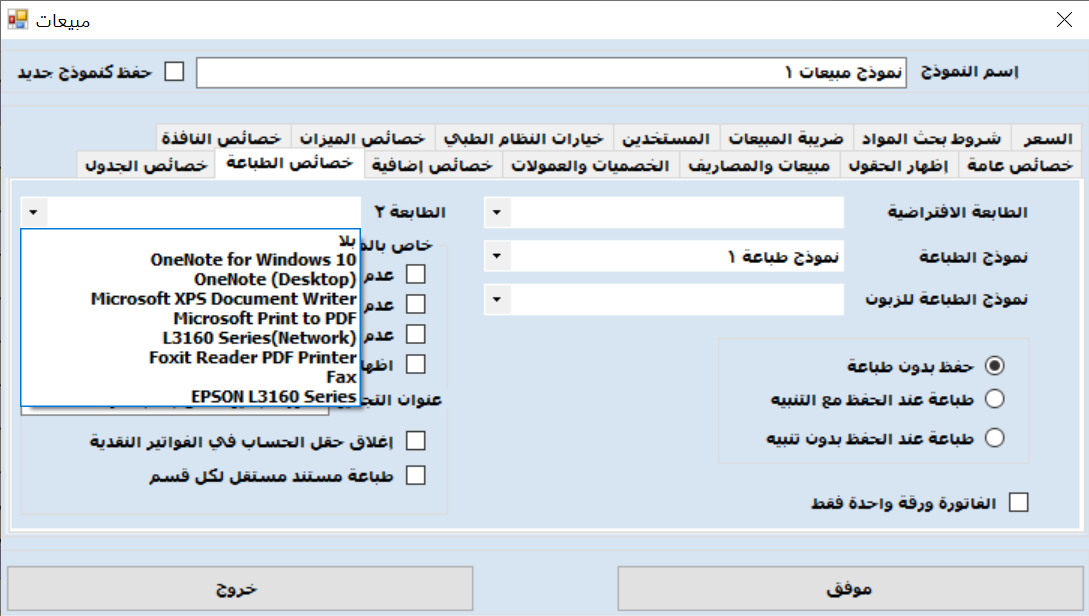 مبيعات
إسم النموذج
نموذج مبيعات ١
حفظ كنموذج جديد
السعر
شروط بحث المواد
ضريبة المبيعات
المستخدين
خيارات النظام الطبي
خصائص الميزان
خصائص النافذة
خصائص عامة
إظهار الحقول
مبيعات والمصاريف
الخصميات والعمولات
خصائص إضافية
خصائص الطباعة
خصائص الجدول
الطابعة الافتراضية
نموذج الطباعة
نموذج طباعة ١
نموذج الطباعة للزبون
حفظ بدون طباعة
طباعة عند الحفظ مع التنبيه
طباعة عند الحفظ بدون تنبيه
الفاتورة ورقة واحدة فقط
الطابعة ٢
بلا
OneNote for Windows 10
OneNote (Desktop)
Microsoft XPS Document Writer
Microsoft Print to PDF
L3160 Series(Network)
Foxit Reader PDF Printer
Fax
EPSON L3160 Series
خاص
عدم
عدم
عدم
عنوان
إغلاق حقل الحساب في الفواتير النقدية
طباعة مستند مستقل لكل قسم
موفق
خروج